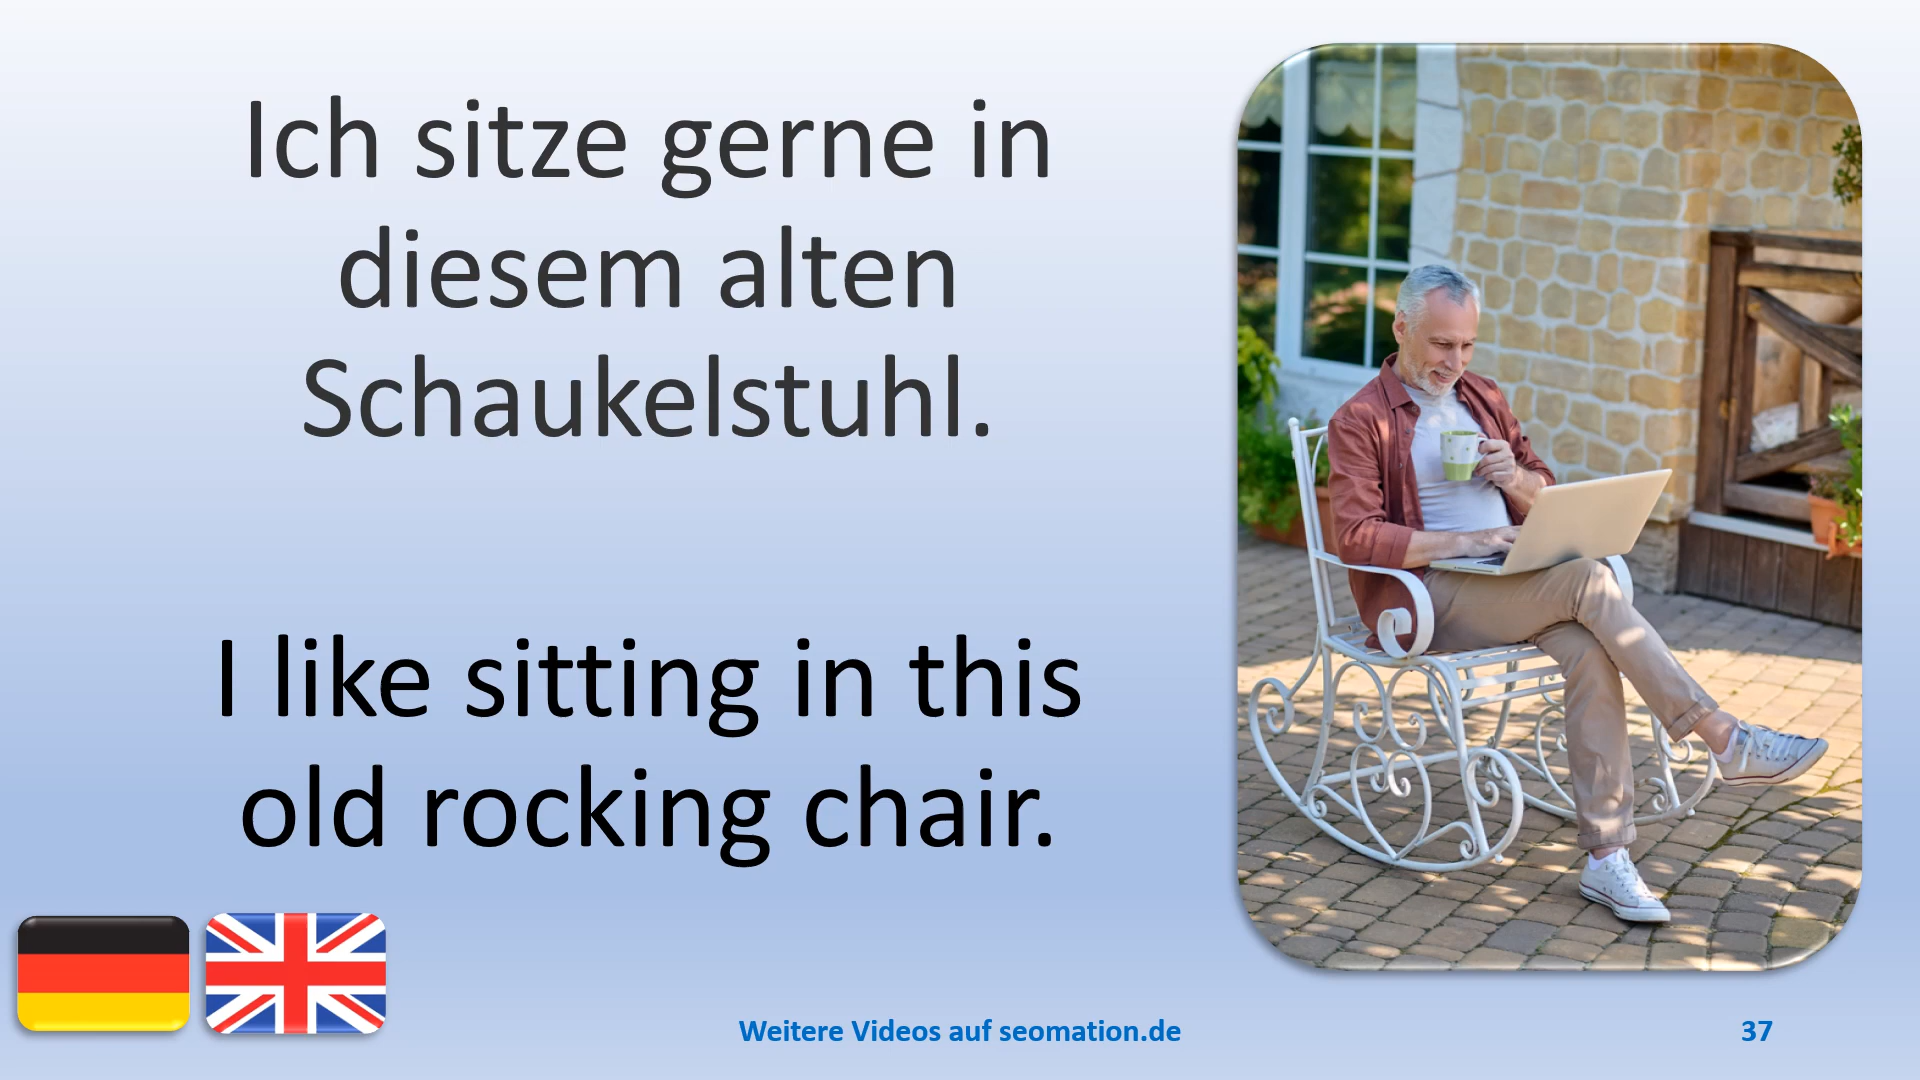 Ich sitze gerne in
diesem alten
Schaukelstuhl.
I like sitting in this
old rocking chair.
Weitere Videos auf seomation.de
37